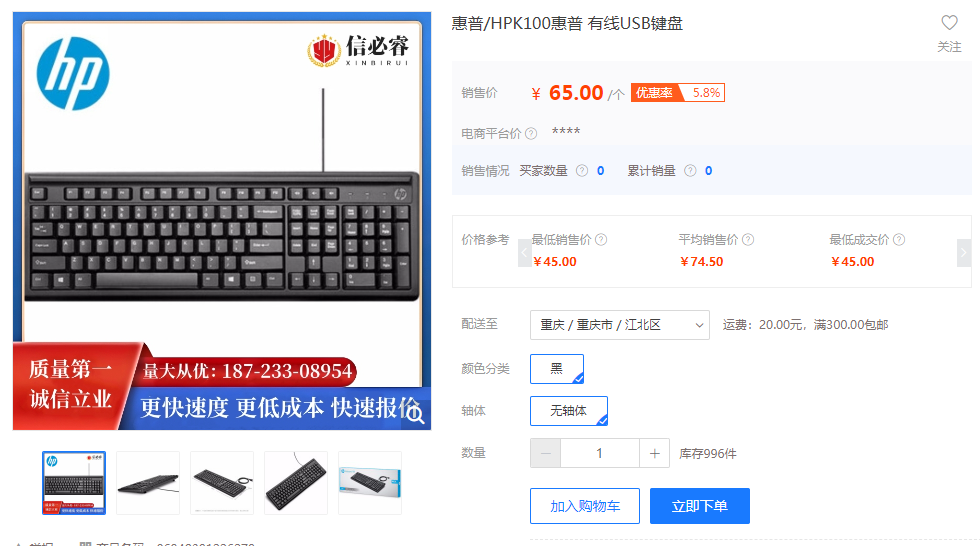 惠普/HPK100惠普 有线USB键盘
关注
hp
信必睿
XINBIRUI
销售价 ￥ 65.00 /个 优惠率 5.8%
电商平台价 ? ****
销售情况 买家数量 ? 0 累计销量 ? 0
价格参考 最低销售价 ? 平均销售价 ? 最低成交价 ?
￥45.00 ￥74.50 ￥45.00
质量第一
诚信立业
量大从优: 187-233-08954
更快速度 更低成本 快速报价
配送至 重庆 / 重庆市 / 江北区 运费：20.00元，满300.00包邮
颜色分类 黑
轴体 无轴体
数量 － 1 ＋ 库存996件
加入购物车 立即下单